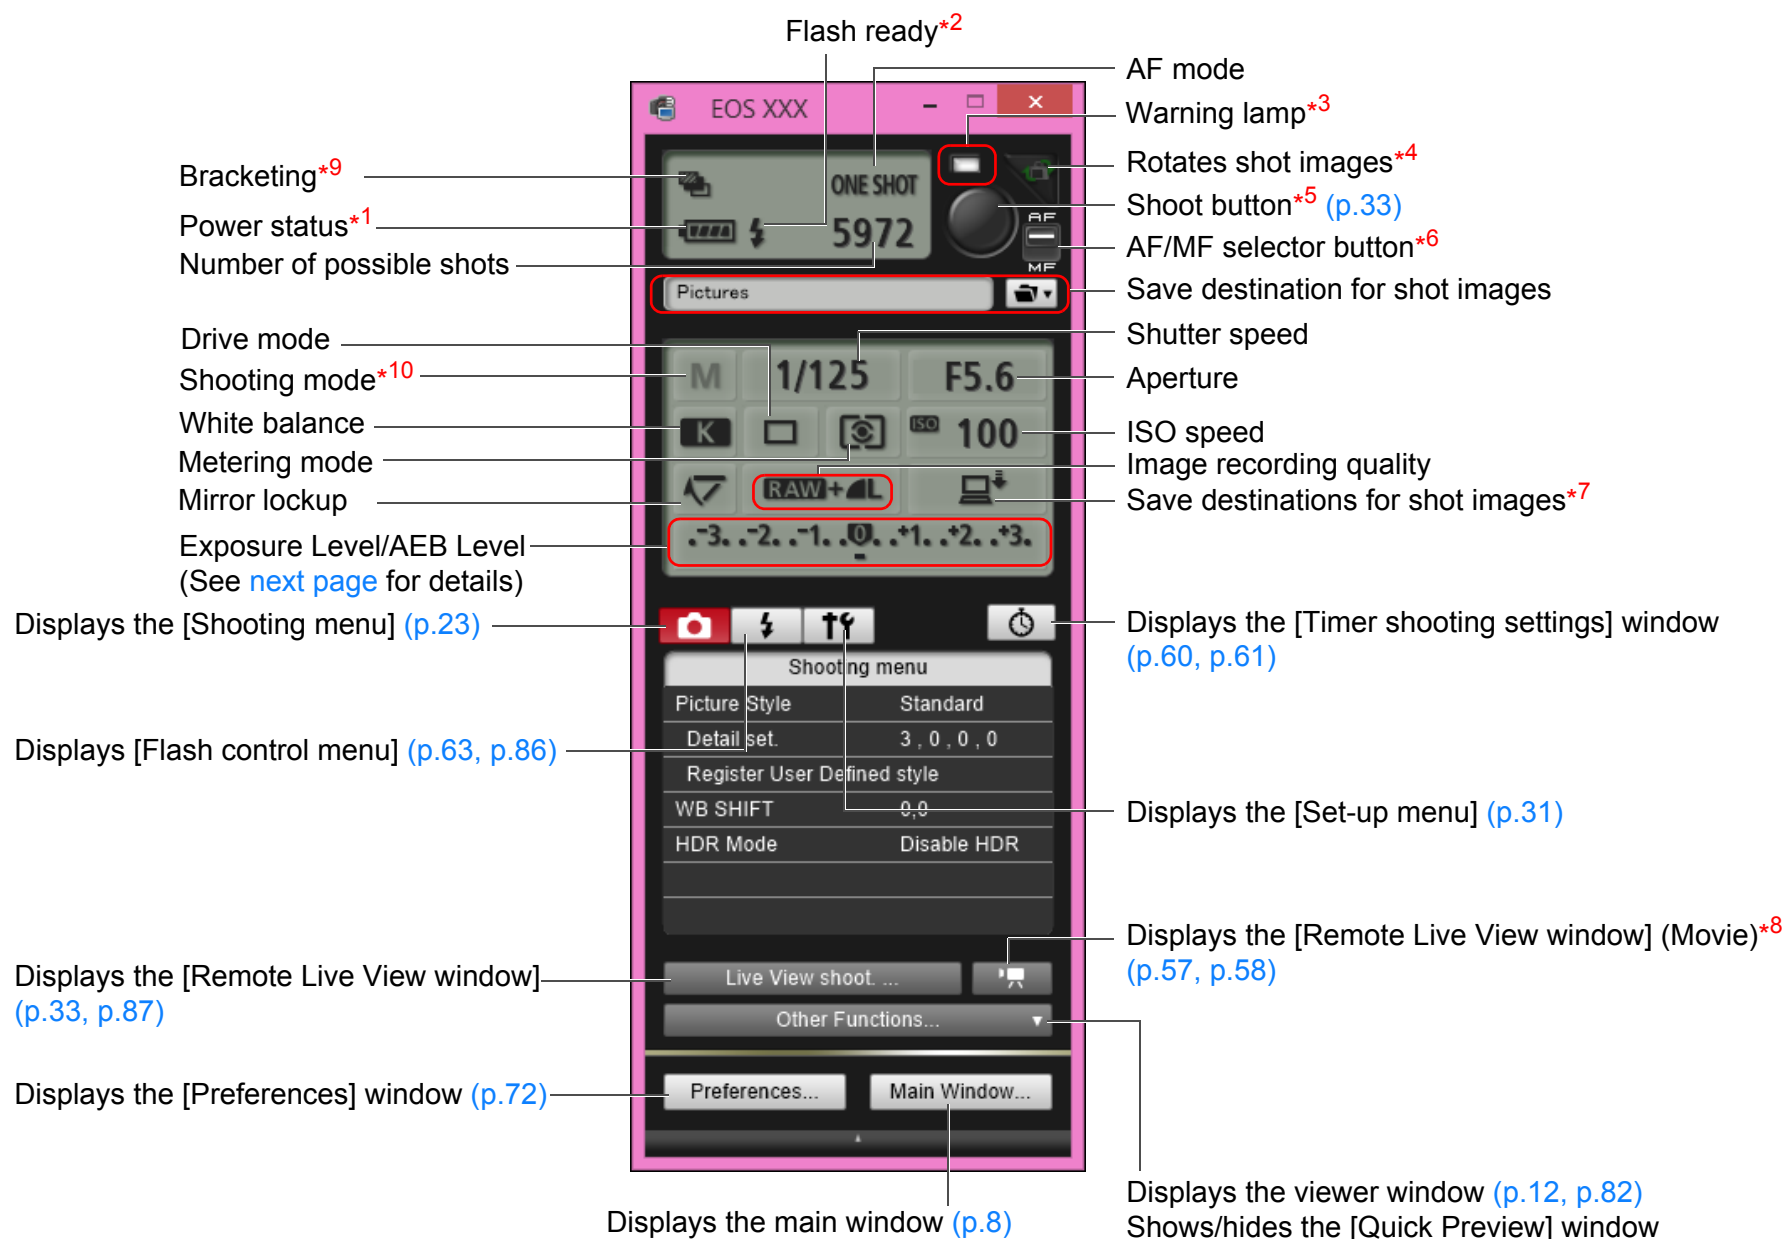 Flash ready*2
AF mode
Warning lamp*3
EOS XXX
Bracketing*9
Rotates shot images*4
ONE SHOT
Shoot button*5 (p.33)
Power status*1
AF
5972
AF/MF selector button*6
Number of possible shots
MF
Pictures
Save destination for shot images
Drive mode
Shutter speed
Shooting mode*10
M
1/125
F5.6
Aperture
White balance
K
ISO 100
ISO speed
Metering mode
Image recording quality
Mirror lockup
RAW+L
Save destinations for shot images*7
Exposure Level/AEB Level
.-3. .-2. .-1. .0. .+1. .+2. .+3.
(See next page for details)
Displays the [Shooting menu] (p.23)
Displays the [Timer shooting settings] window
(p.60, p.61)
Shooting menu
Picture Style Standard
Detail set. 3 , 0 , 0 , 0
Displays [Flash control menu] (p.63, p.86)
Register User Defined style
WB SHIFT 0,0
Displays the [Set-up menu] (p.31)
HDR Mode Disable HDR
Displays the [Remote Live View window] (Movie)*8
(p.57, p.58)
Displays the [Remote Live View window]
(p.33, p.87)
Live View shoot. ...
Other Functions...
Displays the [Preferences] window (p.72)
Preferences...
Main Window...
Displays the main window (p.8)
Displays the viewer window (p.12, p.82)
Shows/hides the [Quick Preview] window